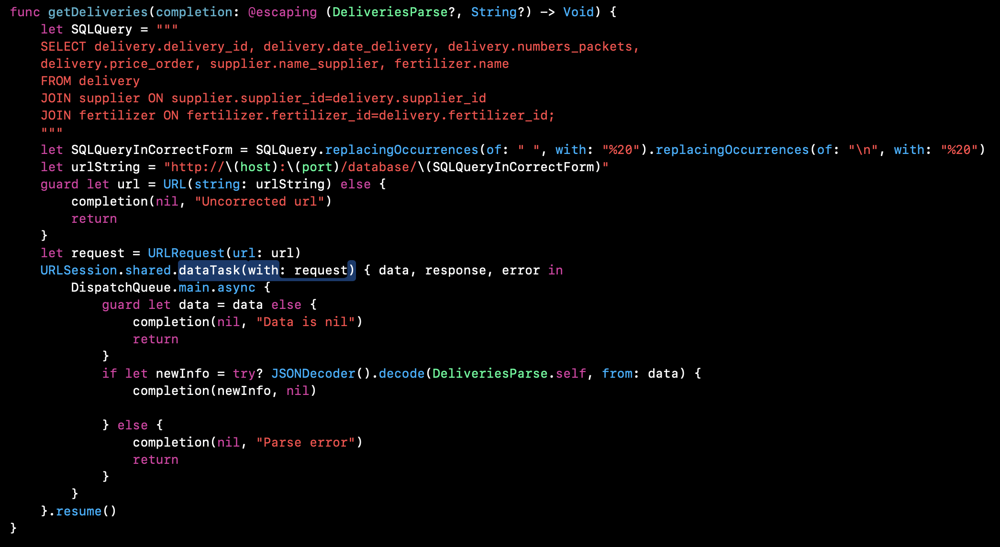 func getDeliveries(completion: @escaping (DeliveriesParse?, String?) -> Void) {
    let SQLQuery = """
    SELECT delivery.delivery_id, delivery.date_delivery, delivery.numbers_packets,
    delivery.price_order, supplier.name_supplier, fertilizer.name
    FROM delivery
    JOIN supplier ON supplier.supplier_id=delivery.supplier_id
    JOIN fertilizer ON fertilizer.fertilizer_id=delivery.fertilizer_id;
    """
    let SQLQueryInCorrectForm = SQLQuery.replacingOccurrences(of: " ", with: "%20").replacingOccurrences(of: "\n", with: "%20")
    let urlString = "http://\(host):\(port)/database/\(SQLQueryInCorrectForm)"
    guard let url = URL(string: urlString) else {
        completion(nil, "Uncorrected url")
        return
    }
    let request = URLRequest(url: url)
    URLSession.shared.dataTask(with: request) { data, response, error in
        DispatchQueue.main.async {
            guard let data = data else {
                completion(nil, "Data is nil")
                return
            }
            if let newInfo = try? JSONDecoder().decode(DeliveriesParse.self, from: data) {
                completion(newInfo, nil)

            } else {
                completion(nil, "Parse error")
                return
            }
        }
    }.resume()
}